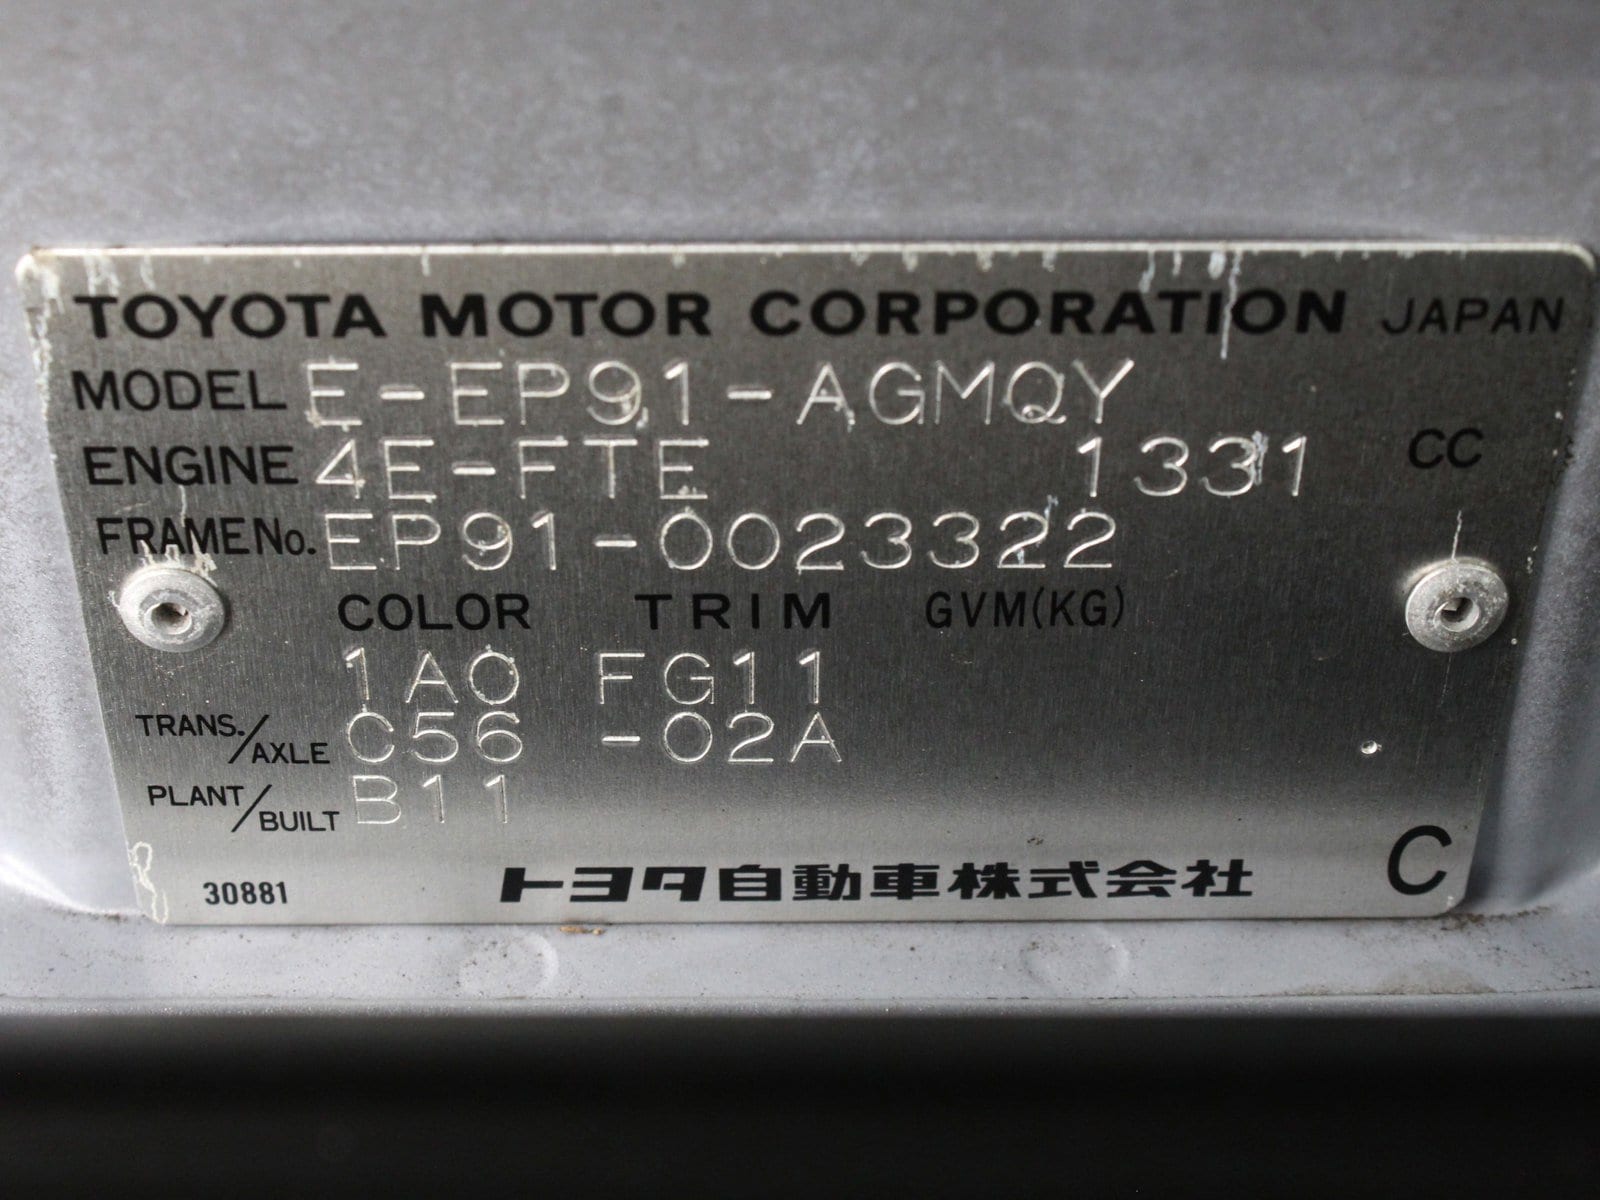 TOYOTA MOTOR CORPORATION JAPAN
MODEL E-EP91-AGMQY
ENGINE 4E-FTE 1331 CC
FRAME No. EP91-0023322
COLOR TRIM GVM(KG)
1A0 FG11
TRANS./AXLE C56 -02A
PLANT/BUILT B11
30881 トヨタ自動車株式会社 C